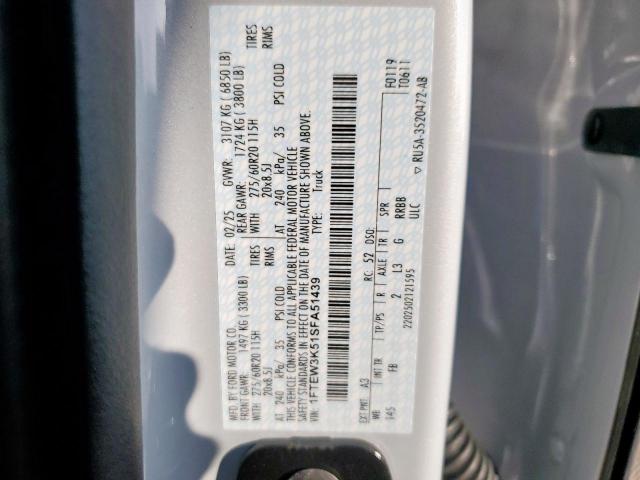 MFD. BY FORD MOTOR CO.
DATE: 02/25 GVWR: 3107 KG ( 6850 LB)
FRONT GAWR: 1497 KG ( 3300 LB) REAR GAWR: 1724 KG ( 3800 LB)
WITH 275/60R20 115H TIRES WITH 275/60R20 115H TIRES
20x8.5J RIMS 20x8.5J RIMS
AT 240 kPa/ 35 PSI COLD AT 240 kPa/ 35 PSI COLD
THIS VEHICLE CONFORMS TO ALL APPLICABLE FEDERAL MOTOR VEHICLE
SAFETY STANDARDS IN EFFECT ON THE DATE OF MANUFACTURE SHOWN ABOVE.
VIN: 1FTEW3K51SFA51439 TYPE: Truck
F0119
T0611
EXT PNT: A3 RC: 52 DSO:
WB INT TR TP/PS R AXLE TR SPR
145 FB 2 L3 G RRBB
2202502121595 ULC
▽ RU5A-3520472-AB